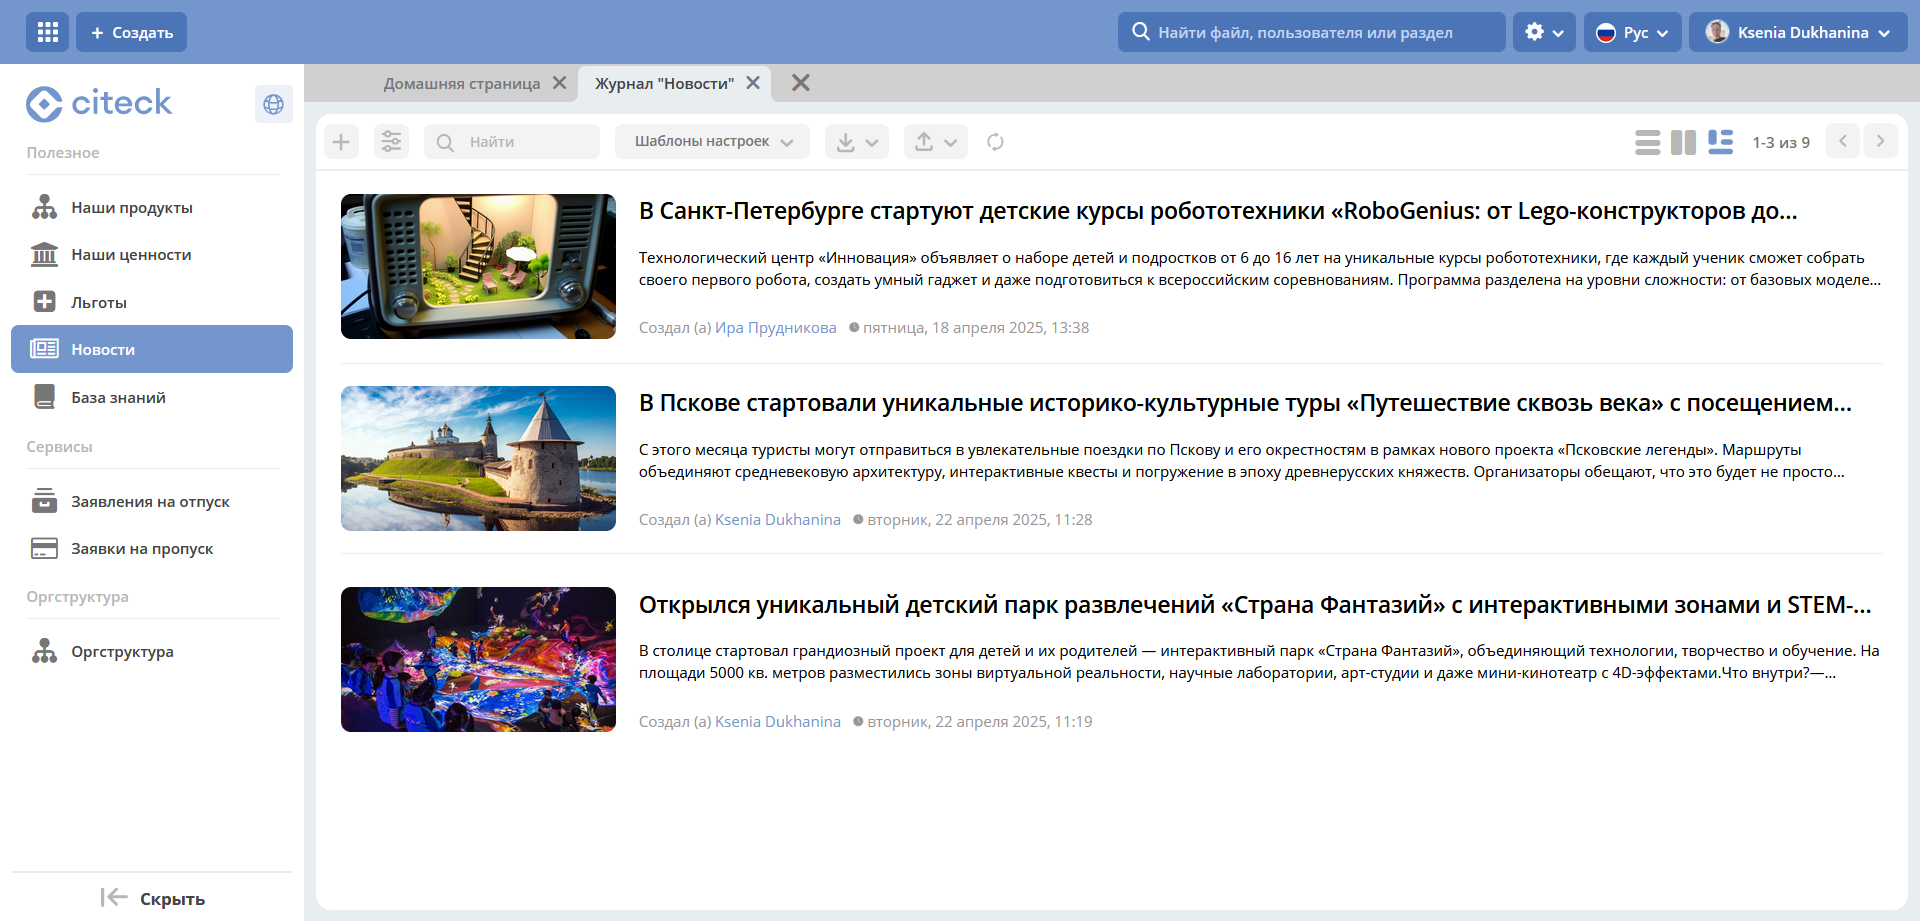 Создать
Найти файл, пользователя или раздел
Рус
Ksenia Dukhanina
citeck
Домашняя страница
Журнал "Новости"
Полезное
Наши продукты
Наши ценности
Льготы
Новости
База знаний
Сервисы
Заявления на отпуск
Заявки на пропуск
Оргструктура
Оргструктура
Скрыть
Найти
Шаблоны настроек
1-3 из 9
В Санкт-Петербурге стартуют детские курсы робототехники «RoboGenius: от Lego-конструкторов до...
Технологический центр «Инновация» объявляет о наборе детей и подростков от 6 до 16 лет на уникальные курсы робототехники, где каждый ученик сможет собрать
своего первого робота, создать умный гаджет и даже подготовиться к всероссийским соревнованиям. Программа разделена на уровни сложности: от базовых моделе...
Создал (а) Ира Прудникова пятница, 18 апреля 2025, 13:38
В Пскове стартовали уникальные историко-культурные туры «Путешествие сквозь века» с посещением...
С этого месяца туристы могут отправиться в увлекательные поездки по Пскову и его окрестностям в рамках нового проекта «Псковские легенды». Маршруты
объединяют средневековую архитектуру, интерактивные квесты и погружение в эпоху древнерусских княжеств. Организаторы обещают, что это будет не просто...
Создал (а) Ksenia Dukhanina вторник, 22 апреля 2025, 11:28
Открылся уникальный детский парк развлечений «Страна Фантазий» с интерактивными зонами и STEM-...
В столице стартовал грандиозный проект для детей и их родителей — интерактивный парк «Страна Фантазий», объединяющий технологии, творчество и обучение. На
площади 5000 кв. метров разместились зоны виртуальной реальности, научные лаборатории, арт-студии и даже мини-кинотеатр с 4D-эффектами.Что внутри?—...
Создал (а) Ksenia Dukhanina вторник, 22 апреля 2025, 11:19